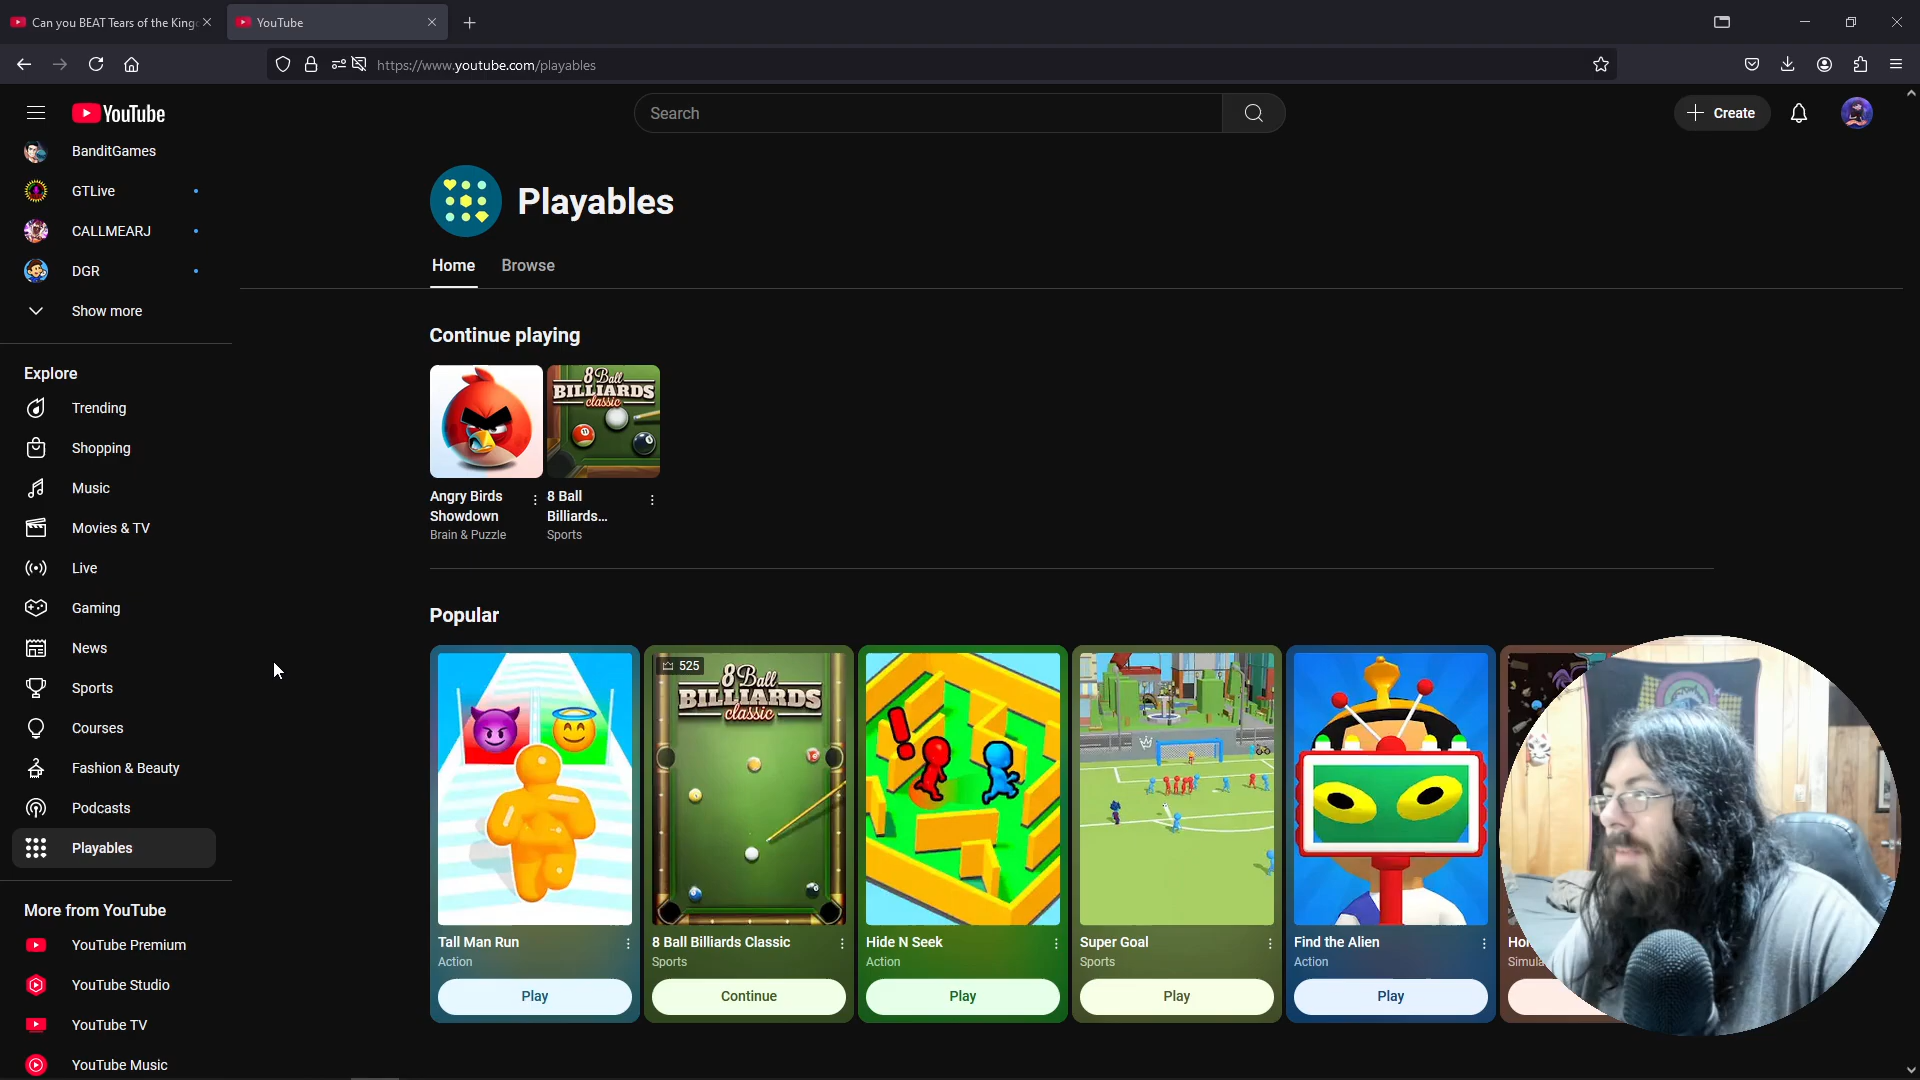 Can you BEAT Tears of the King
YouTube
https://www.youtube.com/playables
YouTube
Search
Create
BanditGames
GTLive
CALLMEARJ
DGR
Show more
Explore
Trending
Shopping
Music
Movies & TV
Live
Gaming
News
Sports
Courses
Fashion & Beauty
Podcasts
Playables
More from YouTube
YouTube Premium
YouTube Studio
YouTube TV
YouTube Music
Playables
Home
Browse
Continue playing
8 Ball
BILLIARDS
classic
Angry Birds
Showdown
Brain & Puzzle
8 Ball
Billiards...
Sports
Popular
525
8 Ball
BILLIARDS
classic
Tall Man Run
Action
Play
8 Ball Billiards Classic
Sports
Continue
Hide N Seek
Action
Play
Super Goal
Sports
Play
Find the Alien
Action
Play
Simula